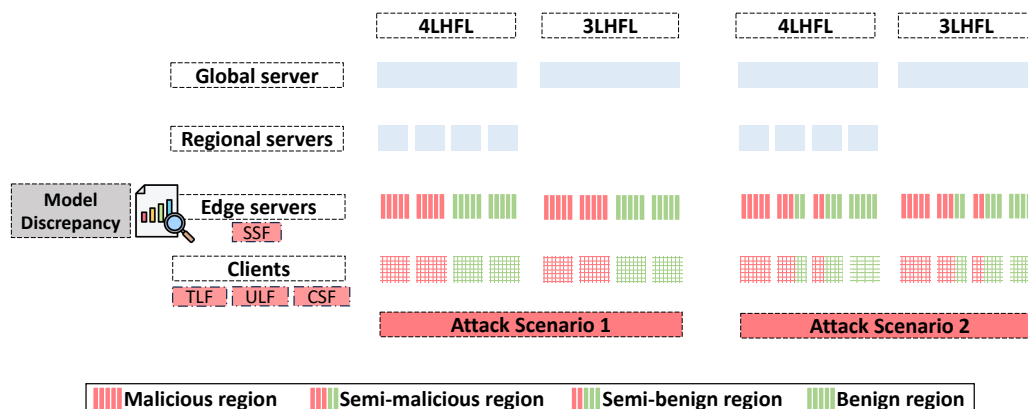 4LHFL 3LHFL 4LHFL 3LHFL
Global server
Regional servers
Model
Discrepancy
Edge servers
SSF
Clients
TLF ULF CSF
Attack Scenario 1 Attack Scenario 2
Malicious region Semi-malicious region Semi-benign region Benign region